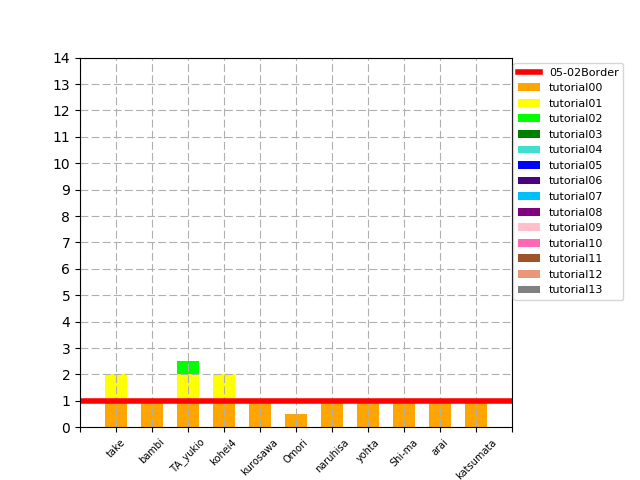 14
13
12
11
10
9
8
7
6
5
4
3
2
1
0
take
bambi
TA_yukio
kohei4
kurosawa
Omori
naruhisa
yohta
Shi-ma
arai
katsumata
05-02Border
tutorial00
tutorial01
tutorial02
tutorial03
tutorial04
tutorial05
tutorial06
tutorial07
tutorial08
tutorial09
tutorial10
tutorial11
tutorial12
tutorial13